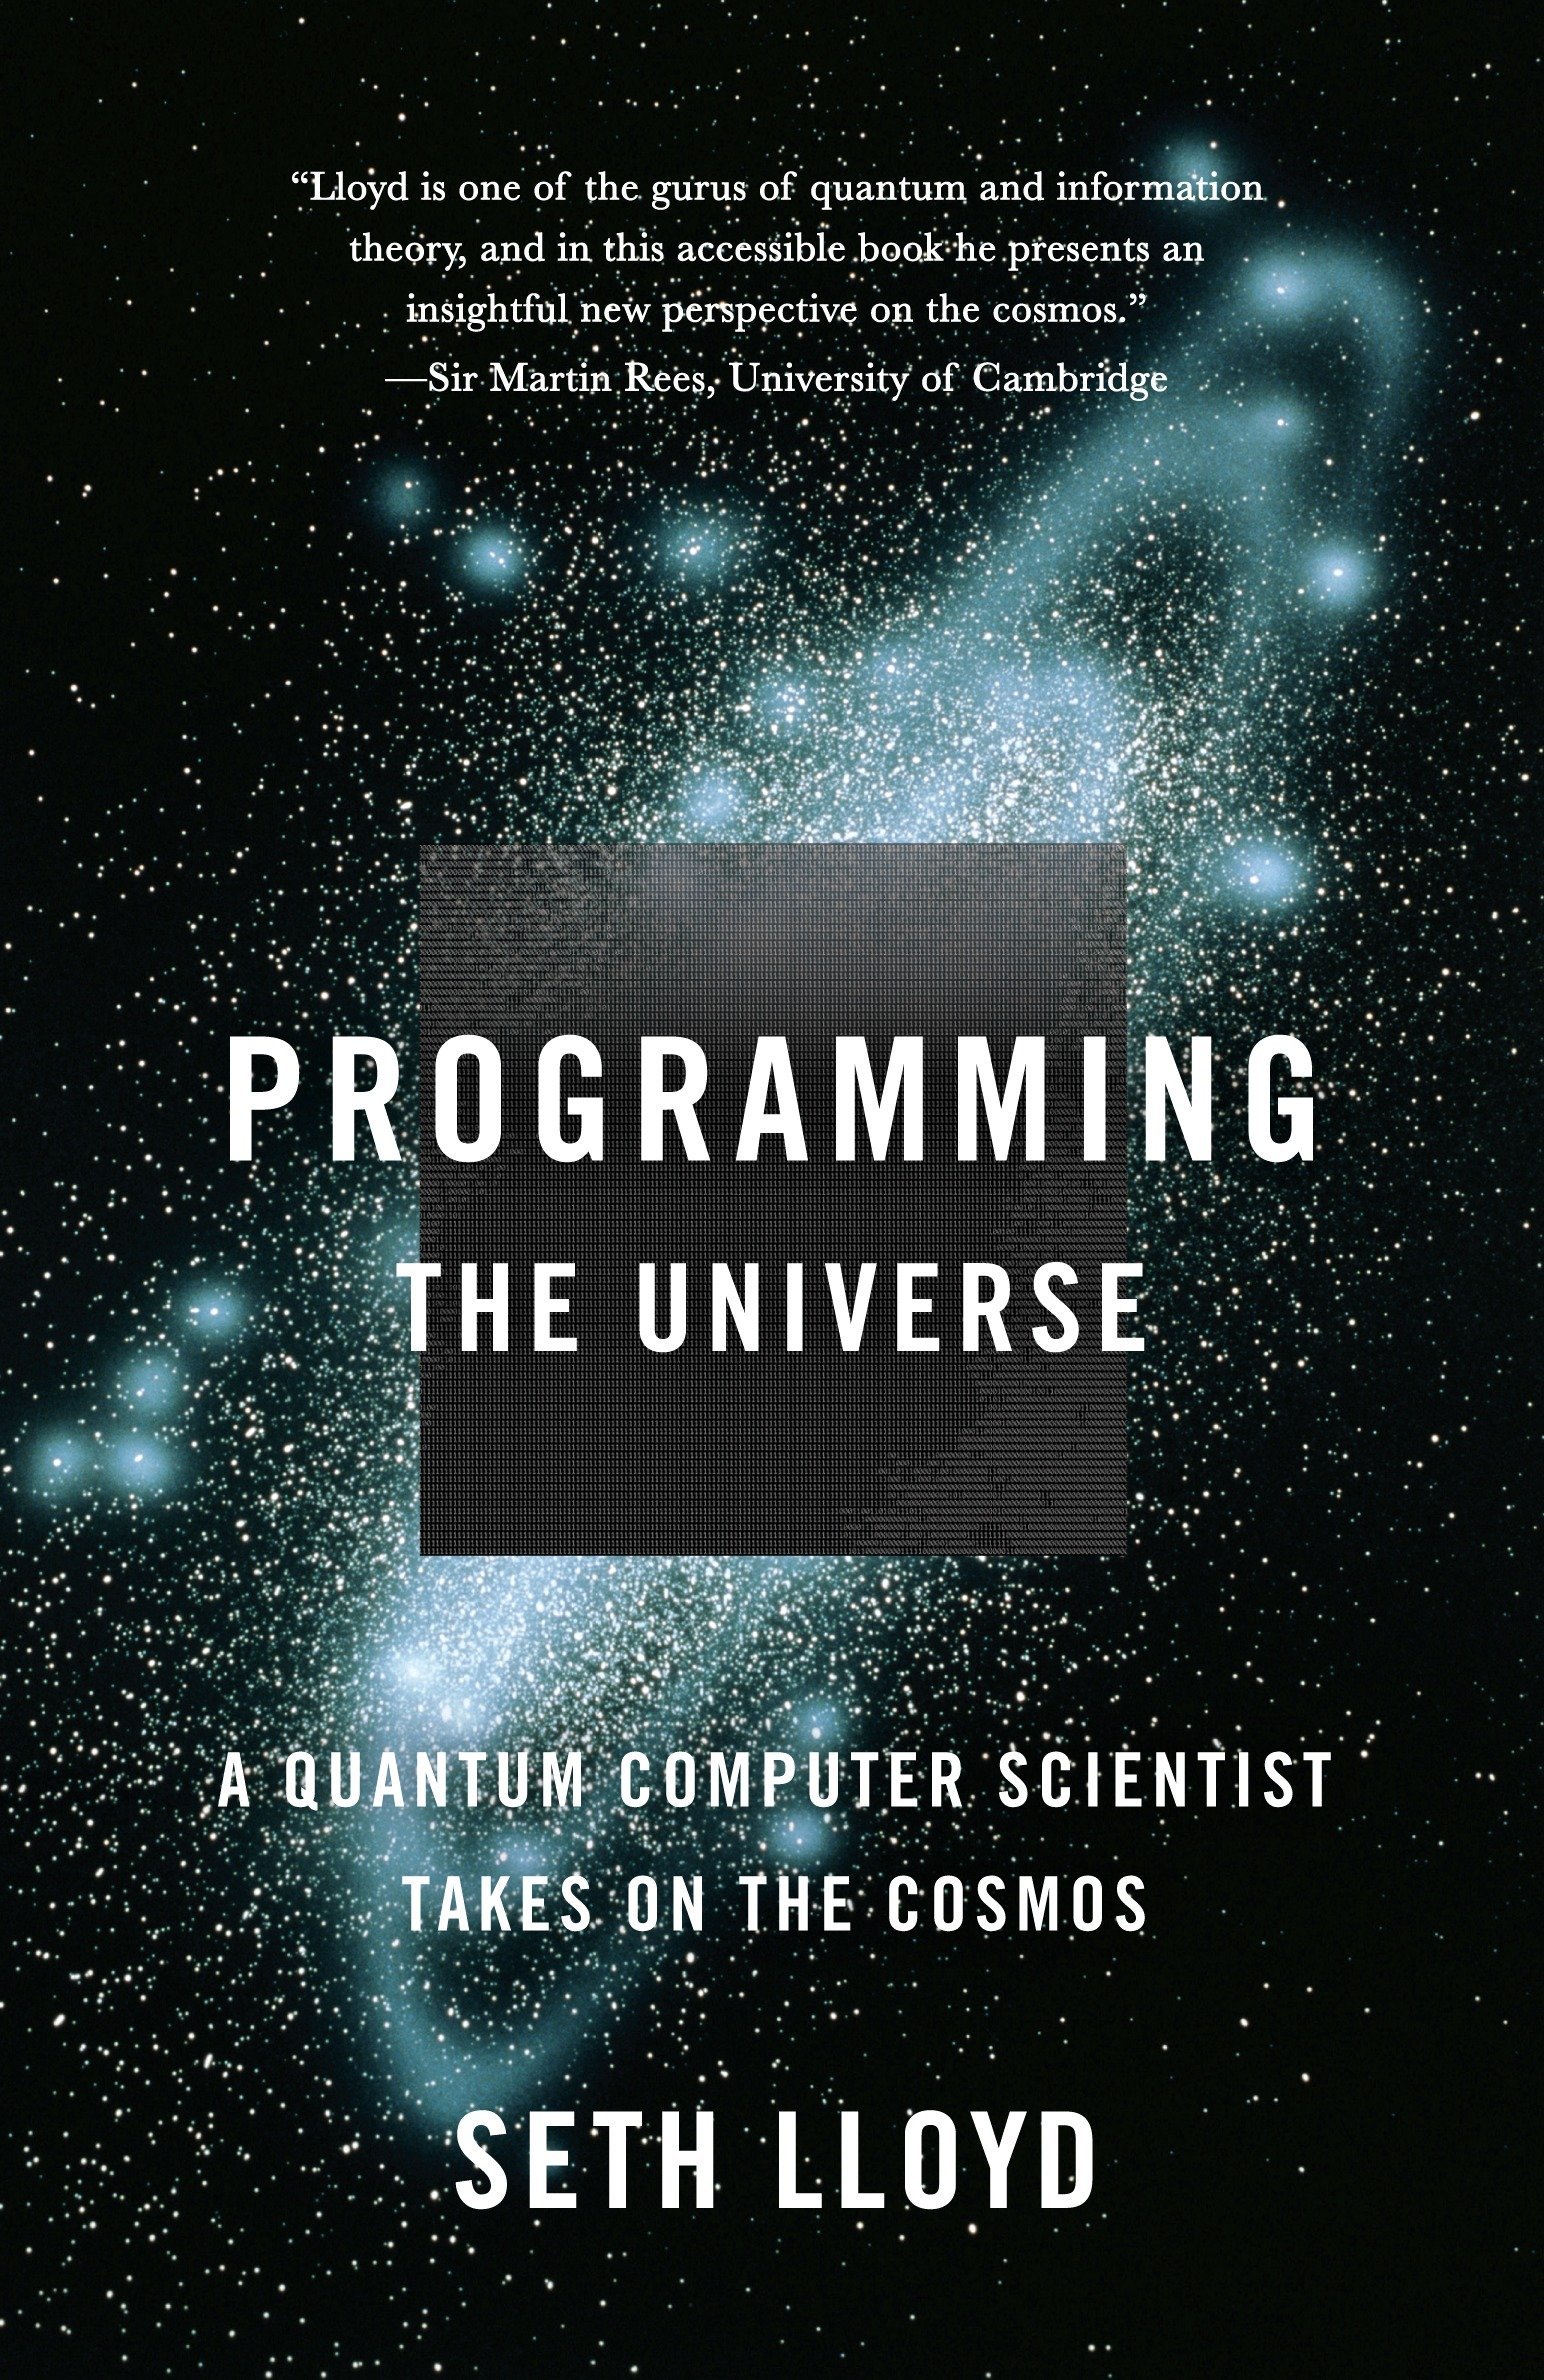 “Lloyd is one of the gurus of quantum and information
theory, and in this accessible book he presents an
insightful new perspective on the cosmos.”
—Sir Martin Rees, University of Cambridge
PROGRAMMING
THE UNIVERSE
A QUANTUM COMPUTER SCIENTIST
TAKES ON THE COSMOS
SETH LLOYD